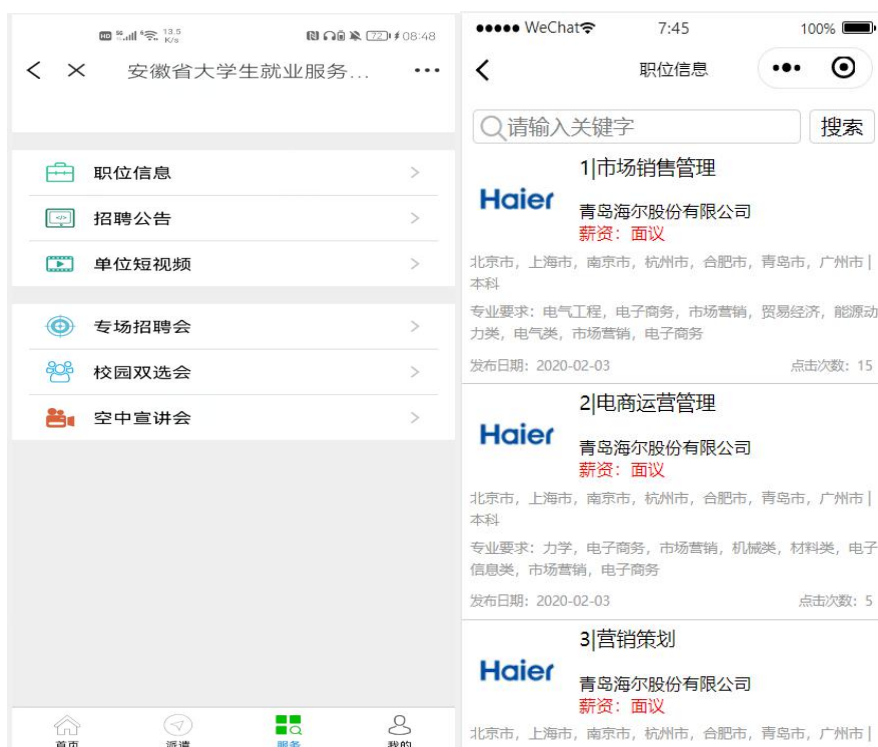 HD 5G 13.5 K/s 72 08:48
安徽省大学生就业服务...
职位信息
招聘公告
单位短视频
专场招聘会
校园双选会
空中宣讲会
首页 派遣 服务 我的
WeChat 7:45 100%
职位信息
请输入关键字 搜索
1|市场销售管理
Haier
青岛海尔股份有限公司
薪资：面议
北京市，上海市，南京市，杭州市，合肥市，青岛市，广州市|
本科
专业要求：电气工程，电子商务，市场营销，贸易经济，能源动
力类，电气类，市场营销，电子商务
发布日期：2020-02-03 点击次数：15
2|电商运营管理
Haier
青岛海尔股份有限公司
薪资：面议
北京市，上海市，南京市，杭州市，合肥市，青岛市，广州市|
本科
专业要求：力学，电子商务，市场营销，机械类，材料类，电子
信息类，市场营销，电子商务
发布日期：2020-02-03 点击次数：5
3|营销策划
Haier
青岛海尔股份有限公司
薪资：面议
北京市，上海市，南京市，杭州市，合肥市，青岛市，广州市|